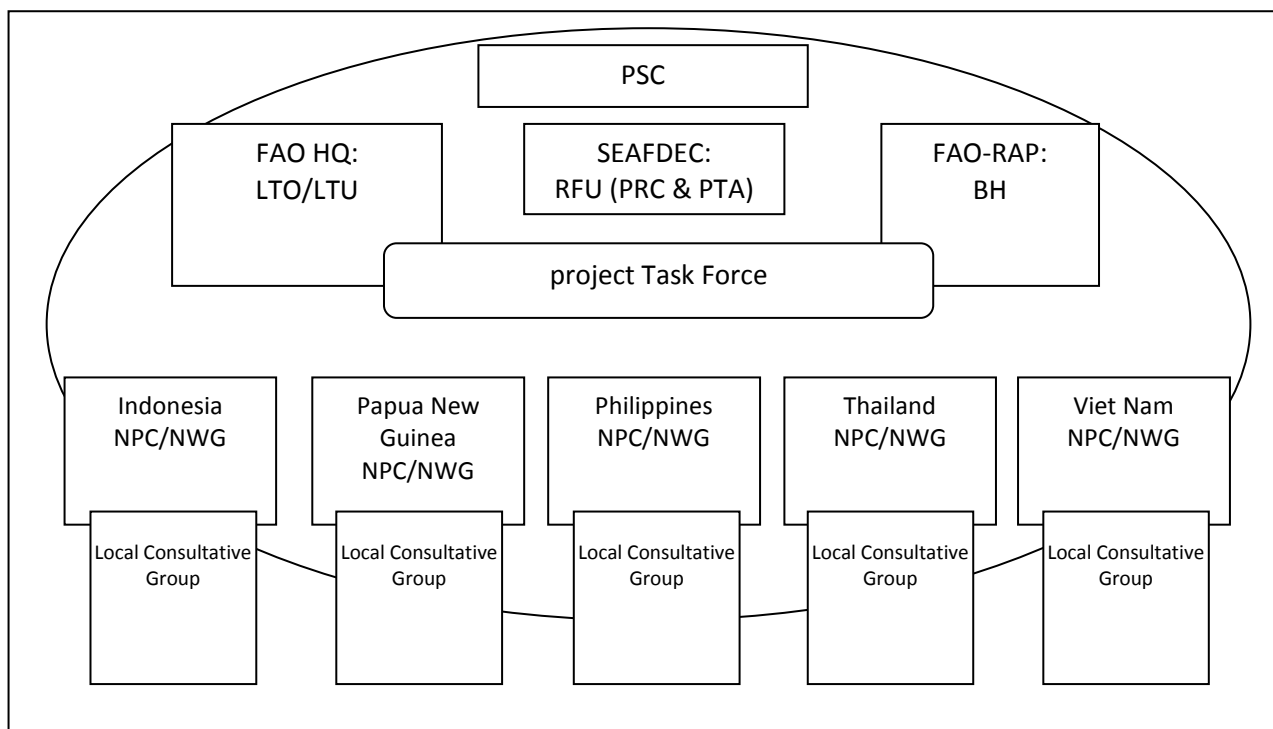 PSC
FAO HQ:
LTO/LTU
SEAFDEC:
RFU (PRC & PTA)
FAO-RAP:
BH
project Task Force
Indonesia
NPC/NWG
Papua New
Guinea
NPC/NWG
Philippines
NPC/NWG
Thailand
NPC/NWG
Viet Nam
NPC/NWG
Local Consultative
Group
Local Consultative
Group
Local Consultative
Group
Local Consultative
Group
Local Consultative
Group